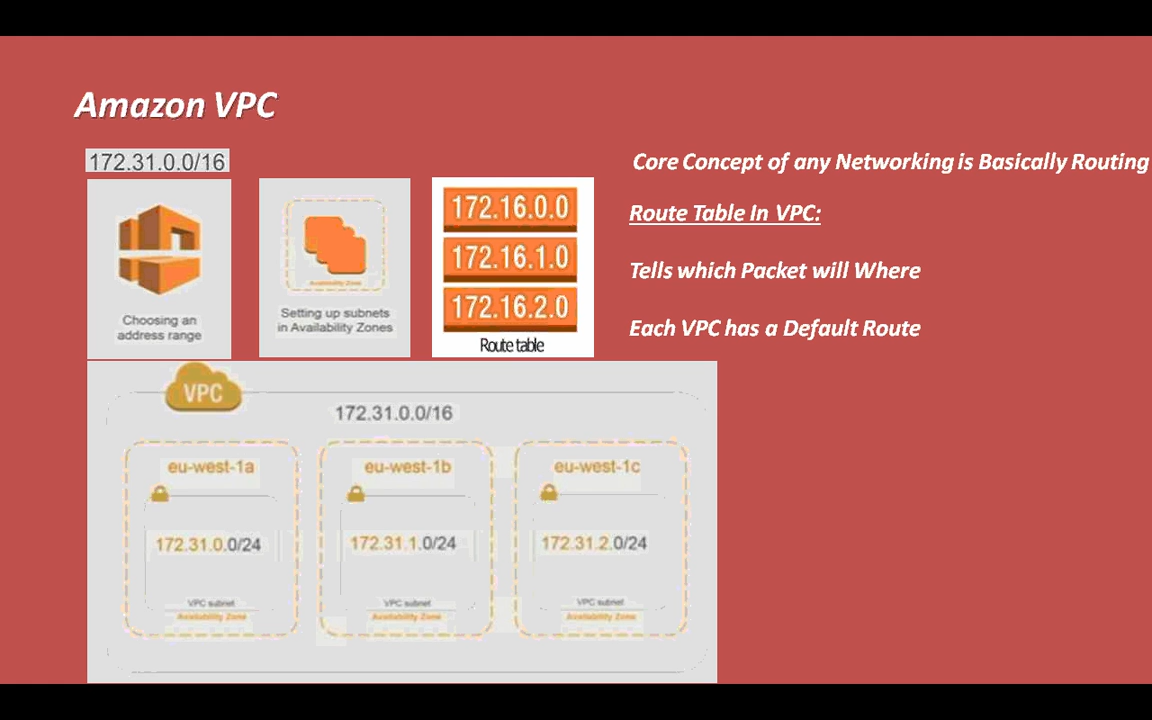 Amazon VPC
172.31.0.0/16
Choosing an
address range
Availability Zone
Setting up subnets
in Availability Zones
172.16.0.0
172.16.1.0
172.16.2.0
Route table
Core Concept of any Networking is Basically Routing
Route Table In VPC:
Tells which Packet will Where
Each VPC has a Default Route
VPC
172.31.0.0/16
eu-west-1a
172.31.0.0/24
VPC subnet
Availability Zone
eu-west-1b
172.31.1.0/24
VPC subnet
Availability Zone
eu-west-1c
172.31.2.0/24
VPC subnet
Availability Zone